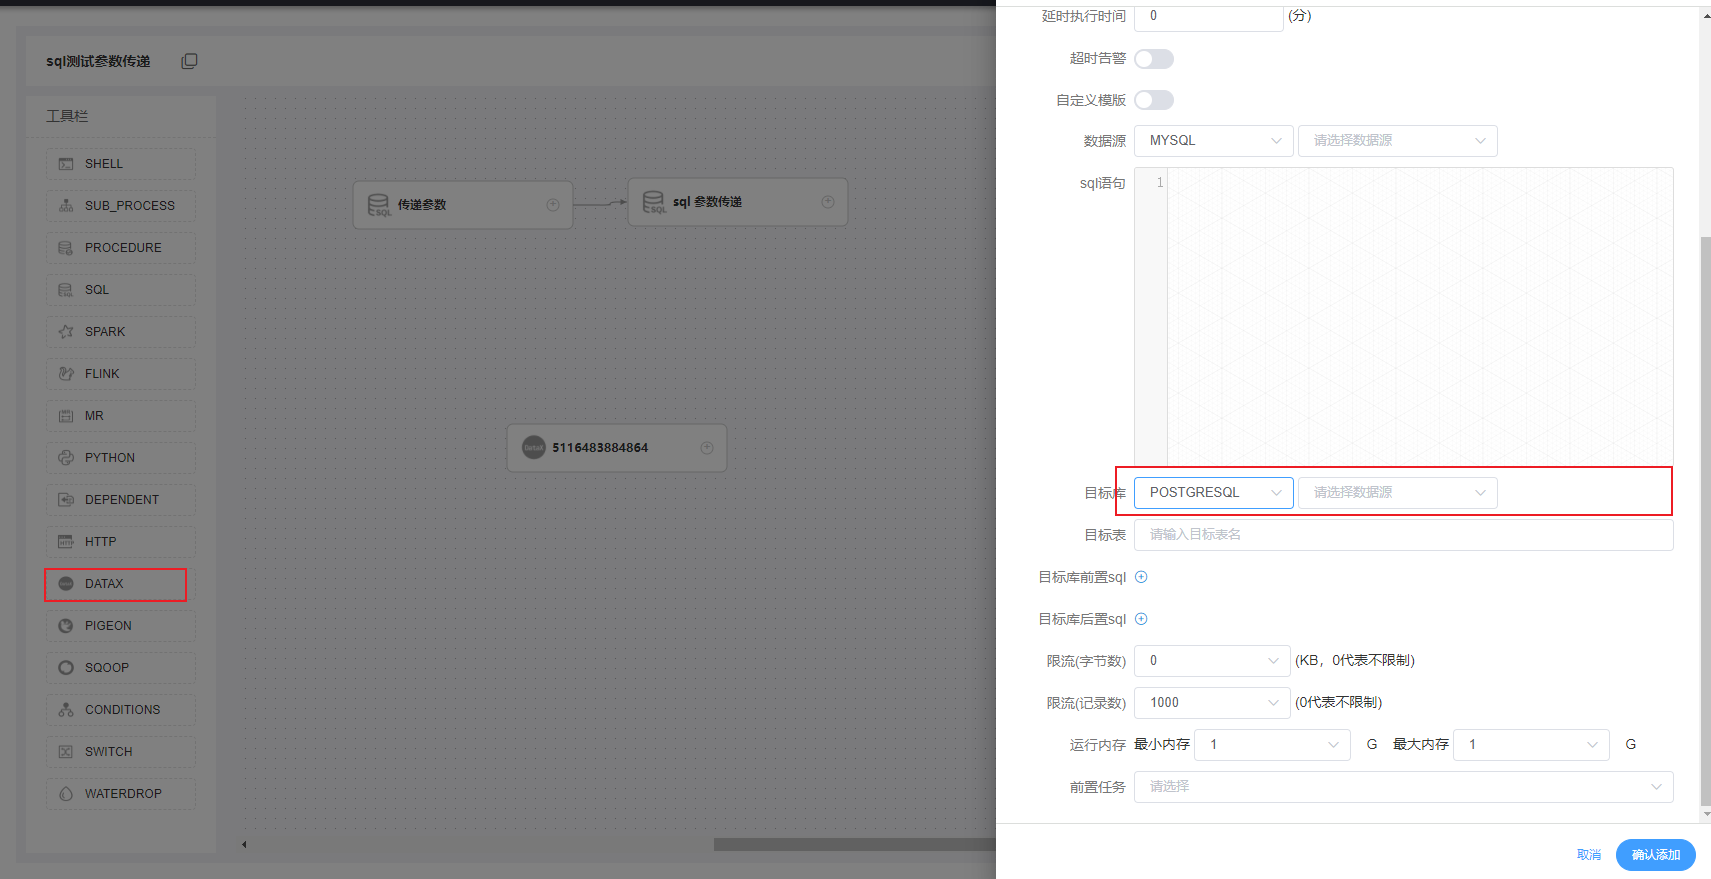 sql测试参数传递
工具栏
SHELL
SUB_PROCESS
PROCEDURE
SQL
SPARK
FLINK
MR
PYTHON
DEPENDENT
HTTP
DATAX
PIGEON
SQOOP
CONDITIONS
SWITCH
WATERDROP
传递参数
sql 参数传递
5116483884864
延时执行时间 0 (分)
超时告警
自定义模版
数据源 MYSQL 请选择数据源
sql语句 1
目标库 POSTGRESQL 请选择数据源
目标表 请输入目标表名
目标库前置sql
目标库后置sql
限流(字节数) 0 (KB，0代表不限制)
限流(记录数) 1000 (0代表不限制)
运行内存 最小内存 1 G 最大内存 1 G
前置任务 请选择
取消 确认添加